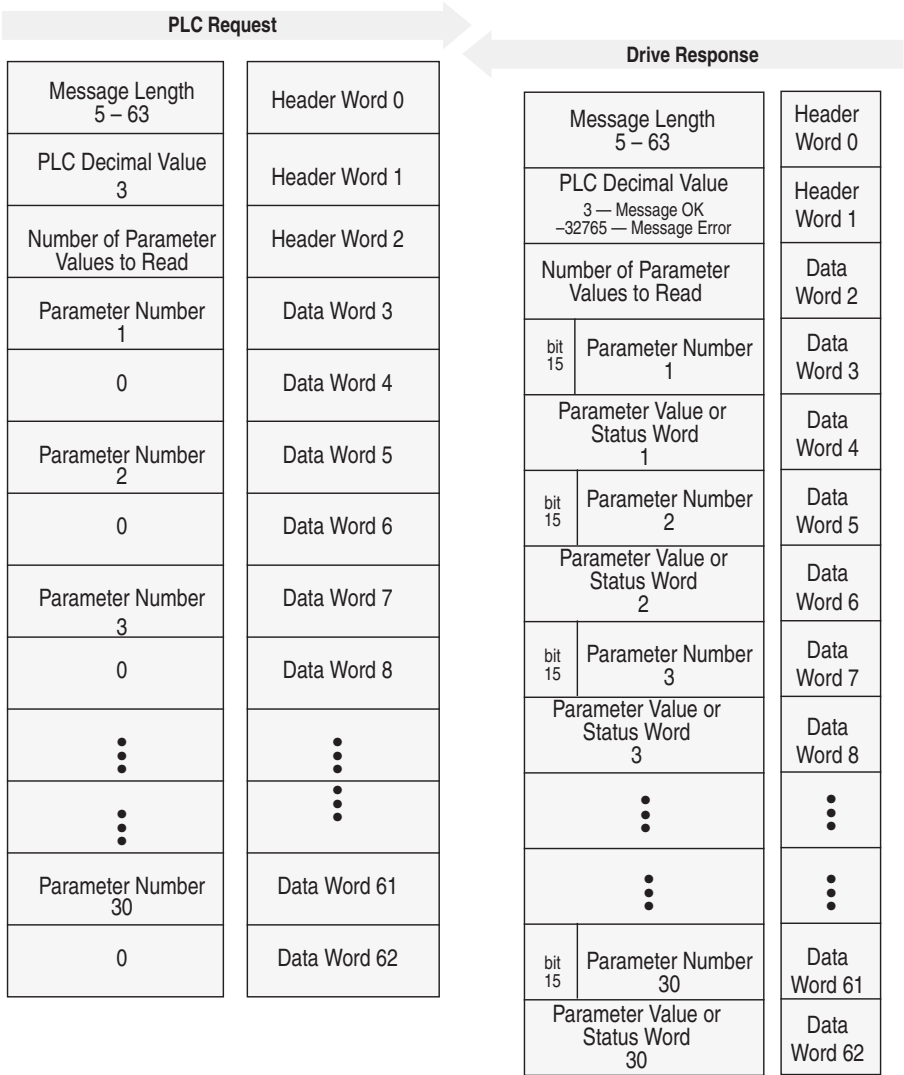 PLC Request
Drive Response
Message Length
5 – 63
Header Word 0
PLC Decimal Value
3
Header Word 1
Number of Parameter
Values to Read
Header Word 2
Parameter Number
1
Data Word 3
0
Data Word 4
Parameter Number
2
Data Word 5
0
Data Word 6
Parameter Number
3
Data Word 7
0
Data Word 8
Parameter Number
30
Data Word 61
0
Data Word 62
Message Length
5 – 63
Header
Word 0
PLC Decimal Value
3 — Message OK
–32765 — Message Error
Header
Word 1
Number of Parameter
Values to Read
Data
Word 2
bit
15
Parameter Number
1
Data
Word 3
Parameter Value or
Status Word
1
Data
Word 4
bit
15
Parameter Number
2
Data
Word 5
Parameter Value or
Status Word
2
Data
Word 6
bit
15
Parameter Number
3
Data
Word 7
Parameter Value or
Status Word
3
Data
Word 8
bit
15
Parameter Number
30
Data
Word 61
Parameter Value or
Status Word
30
Data
Word 62